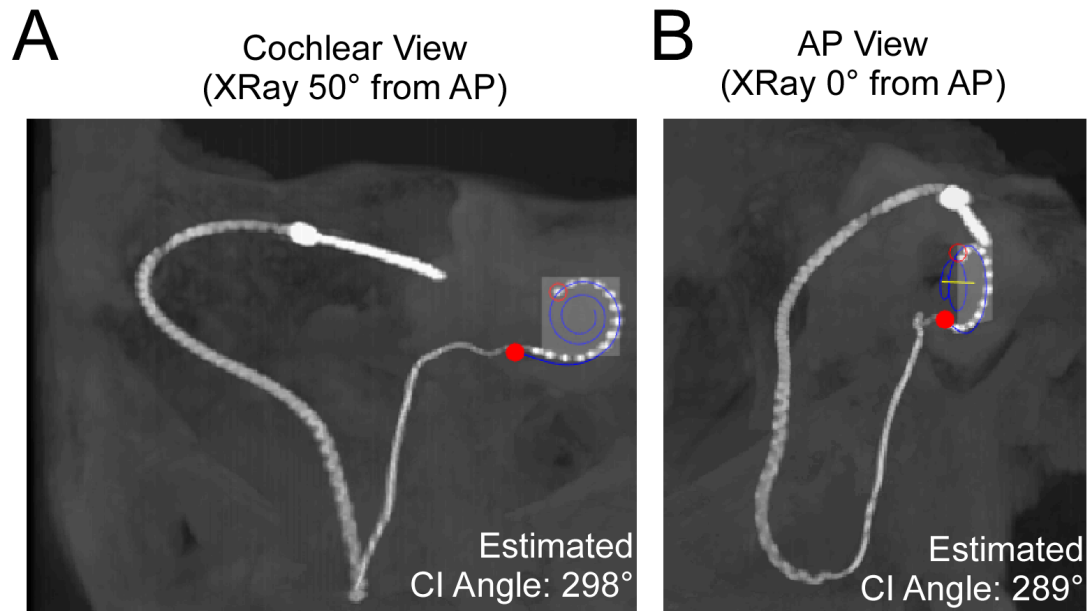 A
Cochlear View
(XRay 50° from AP)
Estimated
CI Angle: 298°
B
AP View
(XRay 0° from AP)
Estimated
CI Angle: 289°